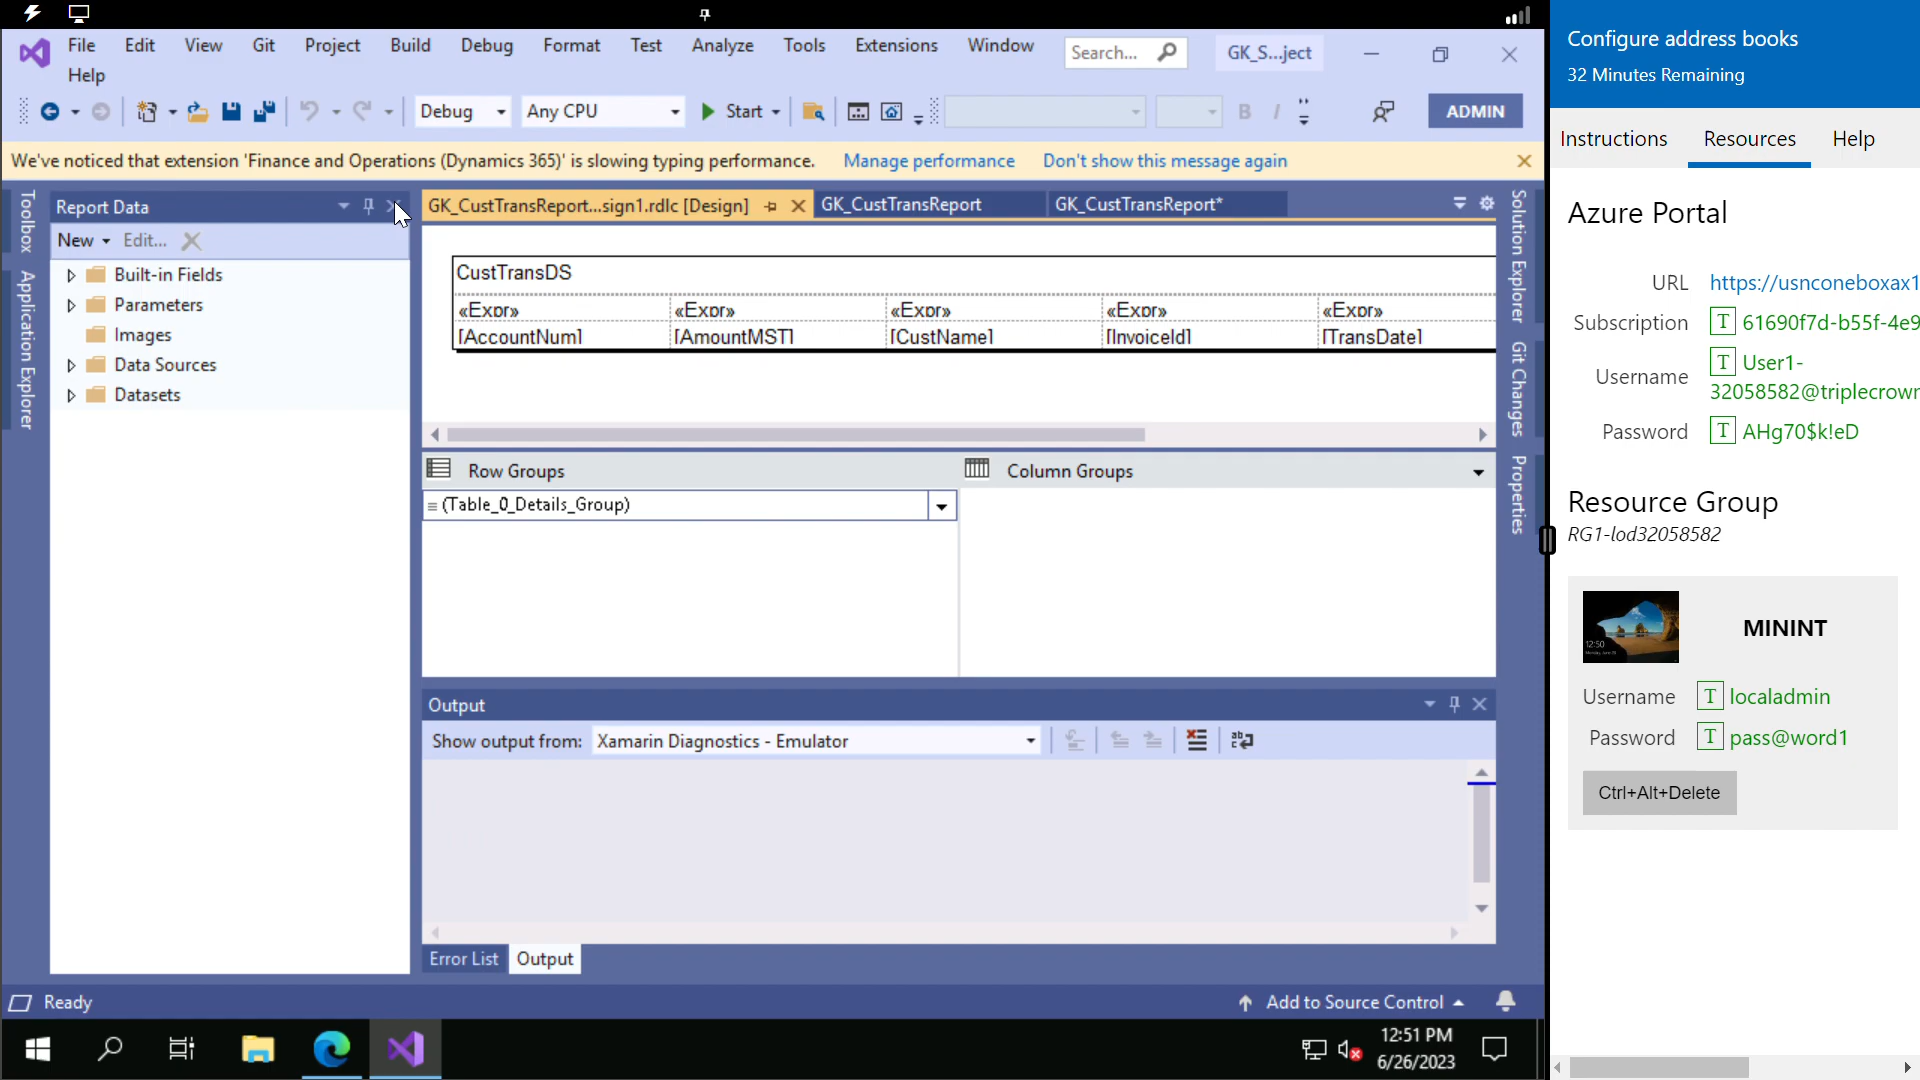 File Edit View Git Project Build Debug Format Test Analyze Tools Extensions Window Search... GK_S...ject
Help
Debug Any CPU Start B I ADMIN
We've noticed that extension 'Finance and Operations (Dynamics 365)' is slowing typing performance. Manage performance Don't show this message again
Toolbox
Application Explorer
Report Data
New Edit...
Built-in Fields
Parameters
Images
Data Sources
Datasets
GK_CustTransReport...sign1.rdlc [Design] GK_CustTransReport GK_CustTransReport*
CustTransDS
«Expr» «Expr» «Expr» «Expr» «Expr»
[AccountNum] [AmountMST] [CustName] [InvoiceId] [TransDate]
Row Groups Column Groups
(Table_0_Details_Group)
Output
Show output from: Xamarin Diagnostics - Emulator
Error List Output
Solution Explorer
Git Changes
Properties
Ready Add to Source Control
12:51 PM
6/26/2023
Configure address books
32 Minutes Remaining
Instructions Resources Help
Azure Portal
URL https://usnconeboxax1
Subscription T 61690f7d-b55f-4e9
Username T User1-
32058582@triplecrown
Password T AHg70$k!eD
Resource Group
RG1-lod32058582
12:50
MININT
Username T localadmin
Password T pass@word1
Ctrl+Alt+Delete